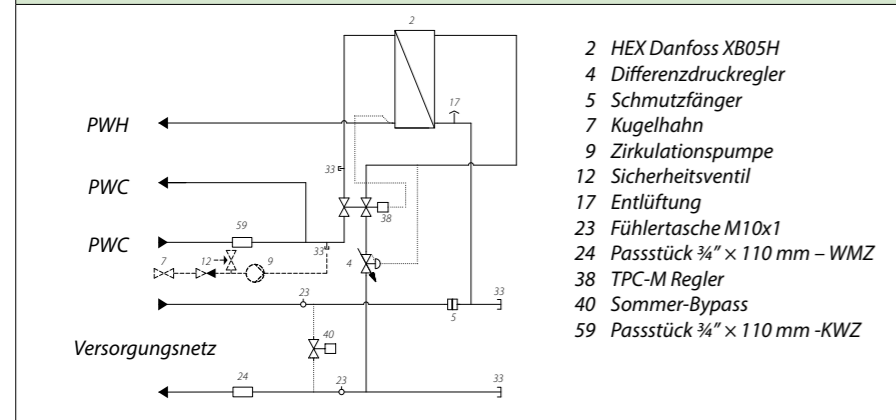 2
17
PWH
33
PWC
38
59
PWC
33
7
12
9
4
23
33
5
40
Versorgungsnetz
24
23
33
2 HEX Danfoss XB05H
4 Differenzdruckregler
5 Schmutzfänger
7 Kugelhahn
9 Zirkulationspumpe
12 Sicherheitsventil
17 Entlüftung
23 Fühlertasche M10x1
24 Passstück ¾″ × 110 mm – WMZ
38 TPC-M Regler
40 Sommer-Bypass
59 Passstück ¾″ × 110 mm -KWZ